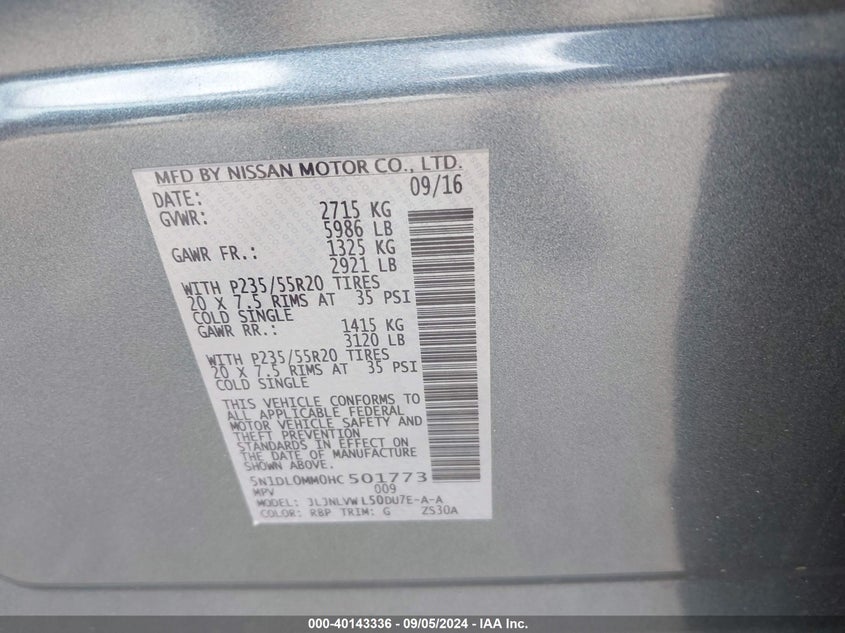 MFD BY NISSAN MOTOR CO., LTD.
DATE: 09/16
GVWR: 2715 KG
5986 LB
GAWR FR.: 1325 KG
2921 LB
WITH P235/55R20 TIRES
20 X 7.5 RIMS AT 35 PSI
COLD SINGLE
GAWR RR.: 1415 KG
3120 LB
WITH P235/55R20 TIRES
20 X 7.5 RIMS AT 35 PSI
COLD SINGLE
THIS VEHICLE CONFORMS TO
ALL APPLICABLE FEDERAL
MOTOR VEHICLE SAFETY AND
THEFT PREVENTION
STANDARDS IN EFFECT ON
THE DATE OF MANUFACTURE
SHOWN ABOVE.
5N1DL0MM0HC501773
MPV 009
MODEL: JLJNLVWL50DU7E-A-A
COLOR: RBP TRIM: G ZS30A
000-40143336 - 09/05/2024 - IAA Inc.